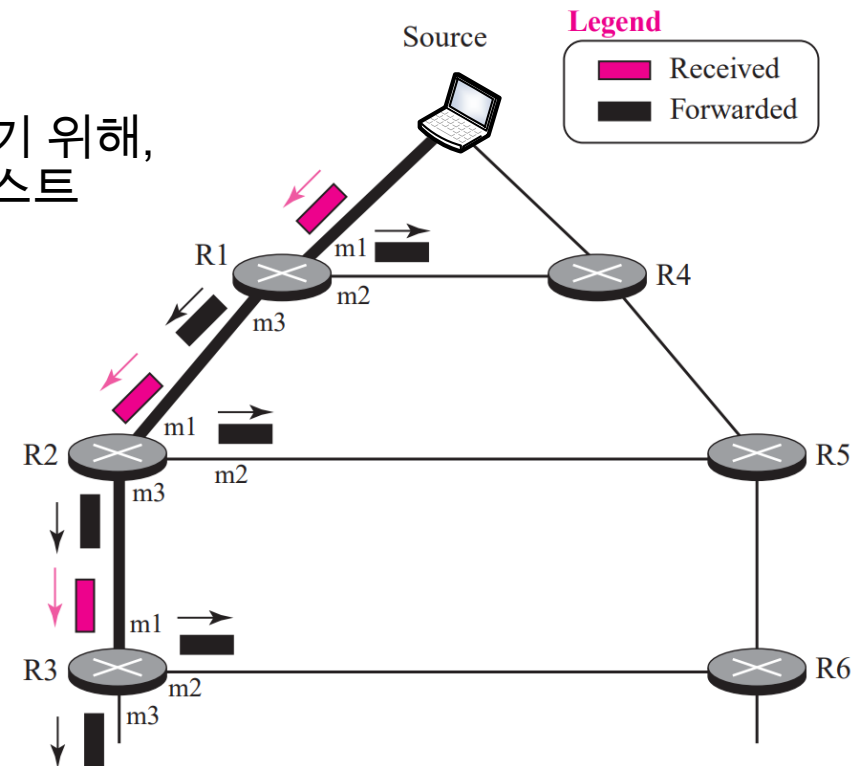 Legend
Received
Forwarded
Source
기 위해,
스트
R1
m1
m2
m3
R4
R2
m1
m2
m3
R5
R3
m1
m2
m3
R6